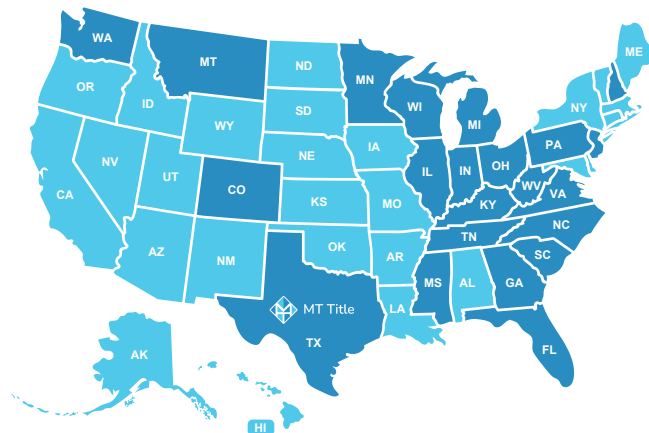 WA
MT
ND
MN
ME
OR
ID
SD
WI
MI
NY
WY
IA
PA
NE
NV
UT
CO
IL
IN
OH
WV
VA
CA
KS
MO
KY
NC
TN
AZ
NM
OK
AR
SC
MS
AL
GA
LA
MT Title
TX
FL
AK
HI